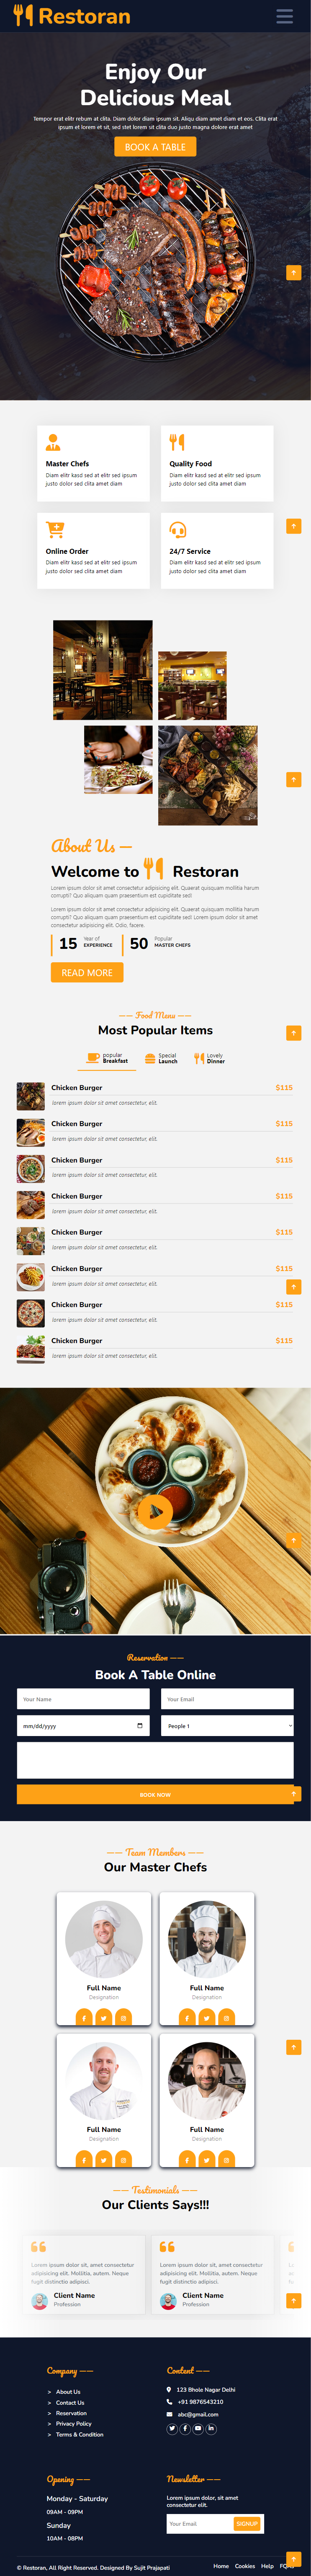 Restoran
Enjoy Our
Delicious Meal
Tempor erat elitr rebum at clita. Diam dolor diam ipsum sit. Aliqu diam amet diam et eos. Clita erat
ipsum et lorem et sit, sed stet lorem sit clita duo justo magna dolore erat amet
BOOK A TABLE
Master Chefs
Diam elitr kasd sed at elitr sed ipsum
justo dolor sed clita amet diam
Quality Food
Diam elitr kasd sed at elitr sed ipsum
justo dolor sed clita amet diam
Online Order
Diam elitr kasd sed at elitr sed ipsum
justo dolor sed clita amet diam
24/7 Service
Diam elitr kasd sed at elitr sed ipsum
justo dolor sed clita amet diam
About Us —
Welcome to Restoran
Lorem ipsum dolor sit amet consectetur adipisicing elit. Quaerat quisquam mollitia harum
corrupti? Quo aliquam quam praesentium est cupiditate sed!
Lorem ipsum dolor sit amet consectetur adipisicing elit. Quaerat quisquam mollitia harum
corrupti? Quo aliquam quam praesentium est cupiditate sed! Lorem ipsum dolor sit amet
consectetur adipisicing elit. Odio, facere.
15 Year of
EXPERIENCE
50 Popular
MASTER CHEFS
READ MORE
—— Food Menu ——
Most Popular Items
popular
Breakfast
Special
Launch
Lovely
Dinner
Chicken Burger $115
lorem ipsum dolor sit amet consectetur, elit.
Chicken Burger $115
lorem ipsum dolor sit amet consectetur, elit.
Chicken Burger $115
lorem ipsum dolor sit amet consectetur, elit.
Chicken Burger $115
lorem ipsum dolor sit amet consectetur, elit.
Chicken Burger $115
lorem ipsum dolor sit amet consectetur, elit.
Chicken Burger $115
lorem ipsum dolor sit amet consectetur, elit.
Chicken Burger $115
lorem ipsum dolor sit amet consectetur, elit.
Chicken Burger $115
lorem ipsum dolor sit amet consectetur, elit.
Reservation ——
Book A Table Online
Your Name
Your Email
mm/dd/yyyy
People 1
BOOK NOW
—— Team Members ——
Our Master Chefs
Full Name
Designation
Full Name
Designation
Full Name
Designation
Full Name
Designation
—— Testimonials ——
Our Clients Says!!!
Lorem ipsum dolor sit, amet consectetur
adipisicing elit. Mollitia, autem. Neque
fugit distinctio adipisci.
Client Name
Profession
Lorem ipsum dolor sit, amet consectetur
adipisicing elit. Mollitia, autem. Neque
fugit distinctio adipisci.
Client Name
Profession
Company ——
> About Us
> Contact Us
> Reservation
> Privacy Policy
> Terms & Condition
Content ——
123 Bhole Nagar Delhi
+91 9876543210
abc@gmail.com
Opening ——
Monday - Saturday
09AM - 09PM
Sunday
10AM - 08PM
Newsletter ——
Lorem ipsum dolor, sit amet
consectetur elit.
Your Email
SIGNUP
© Restoran, All Right Reserved. Designed By Sujit Prajapati
Home Cookies Help